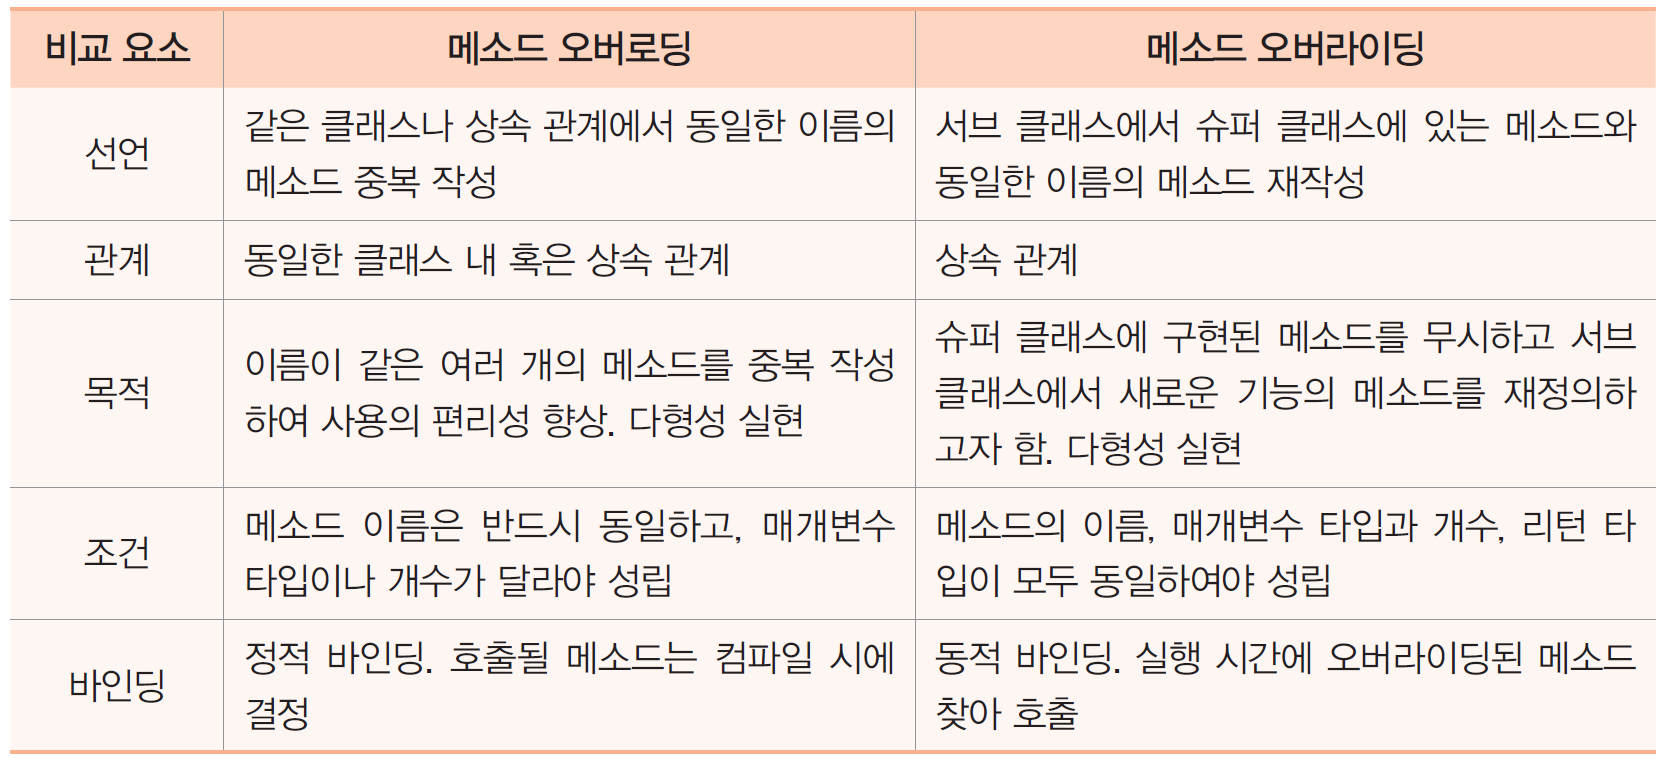 비교 요소
메소드 오버로딩
메소드 오버라이딩
선언
같은 클래스나 상속 관계에서 동일한 이름의
메소드 중복 작성
서브 클래스에서 슈퍼 클래스에 있는 메소드와
동일한 이름의 메소드 재작성
관계
동일한 클래스 내 혹은 상속 관계
상속 관계
목적
이름이 같은 여러 개의 메소드를 중복 작성
하여 사용의 편리성 향상. 다형성 실현
슈퍼 클래스에 구현된 메소드를 무시하고 서브
클래스에서 새로운 기능의 메소드를 재정의하
고자 함. 다형성 실현
조건
메소드 이름은 반드시 동일하고, 매개변수
타입이나 개수가 달라야 성립
메소드의 이름, 매개변수 타입과 개수, 리턴 타
입이 모두 동일하여야 성립
바인딩
정적 바인딩. 호출될 메소드는 컴파일 시에
결정
동적 바인딩. 실행 시간에 오버라이딩된 메소드
찾아 호출